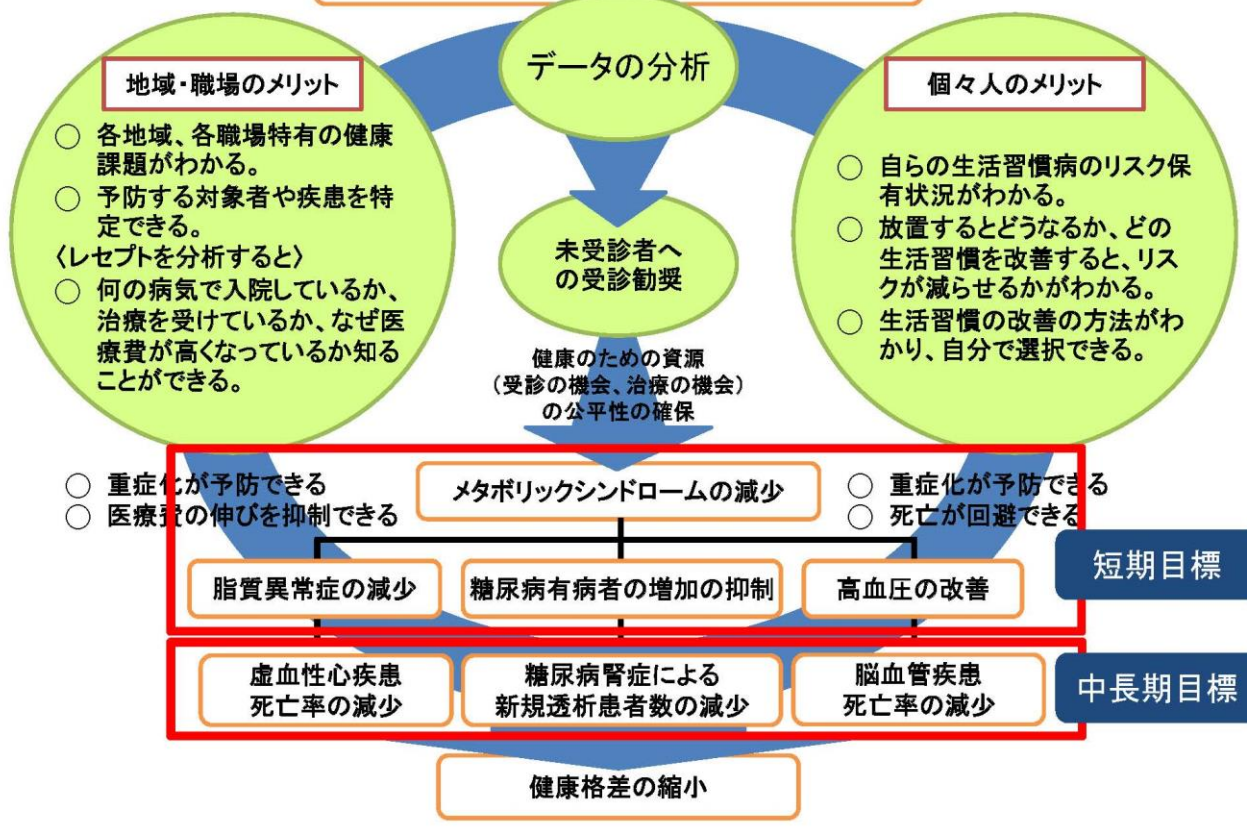 データの分析
地域・職場のメリット
○ 各地域、各職場特有の健康
課題がわかる。
○ 予防する対象者や疾患を特
定できる。
〈レセプトを分析すると〉
○ 何の病気で入院しているか、
治療を受けているか、なぜ医
療費が高くなっているか知る
ことができる。
個々人のメリット
○ 自らの生活習慣病のリスク保
有状況がわかる。
○ 放置するとどうなるか、どの
生活習慣を改善すると、リス
クが減らせるかがわかる。
○ 生活習慣の改善の方法がわ
かり、自分で選択できる。
未受診者へ
の受診勧奨
健康のための資源
(受診の機会、治療の機会)
の公平性の確保
○ 重症化が予防できる
○ 医療費の伸びを抑制できる
メタボリックシンドロームの減少
○ 重症化が予防できる
○ 死亡が回避できる
脂質異常症の減少
糖尿病有病者の増加の抑制
高血圧の改善
短期目標
虚血性心疾患
死亡率の減少
糖尿病腎症による
新規透析患者数の減少
脳血管疾患
死亡率の減少
中長期目標
健康格差の縮小